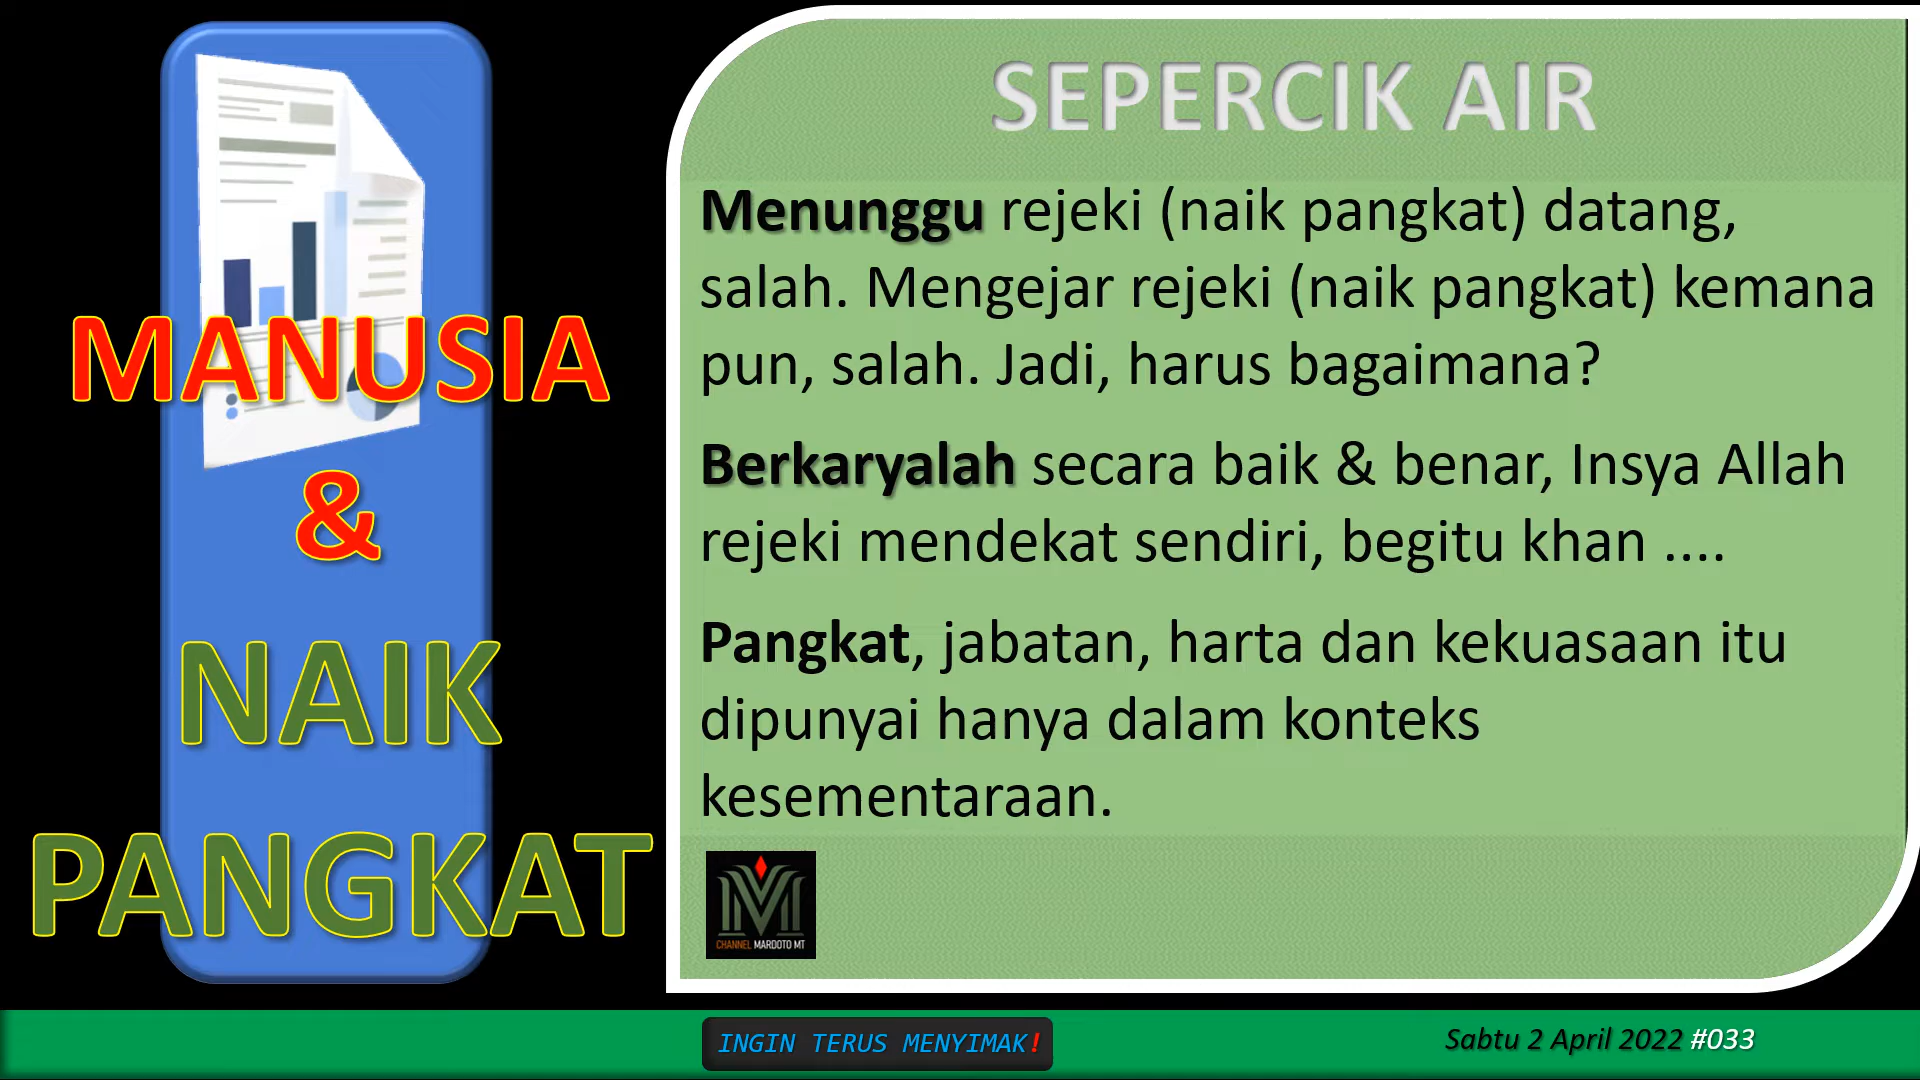 MANUSIA
&
NAIK
PANGKAT
SEPERCIK AIR
Menunggu rejeki (naik pangkat) datang,
salah. Mengejar rejeki (naik pangkat) kemana
pun, salah. Jadi, harus bagaimana?
Berkaryalah secara baik & benar, Insya Allah
rejeki mendekat sendiri, begitu khan ....
Pangkat, jabatan, harta dan kekuasaan itu
dipunyai hanya dalam konteks
kesementaraan.
CHANNEL MARDOTO MT
INGIN TERUS MENYIMAK!
Sabtu 2 April 2022 #033